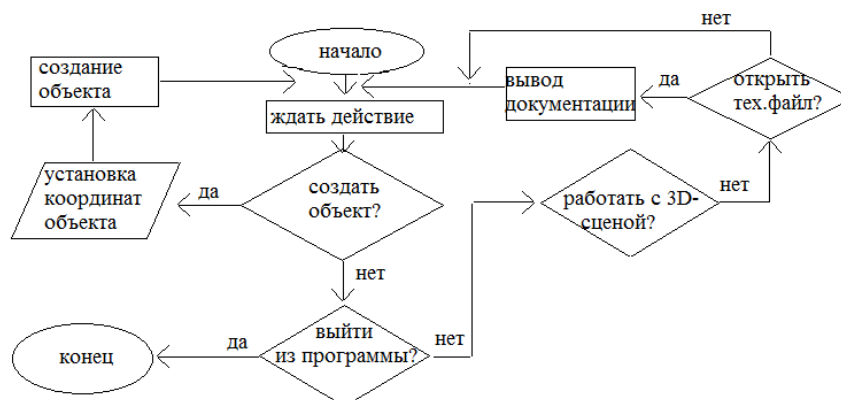 нет
начало
создание
объекта
вывод
документации
да
открыть
тех.файл?
ждать действие
установка
координат
объекта
да
создать
объект?
работать с 3D-
сценой?
нет
нет
выйти
из программы?
да
нет
конец